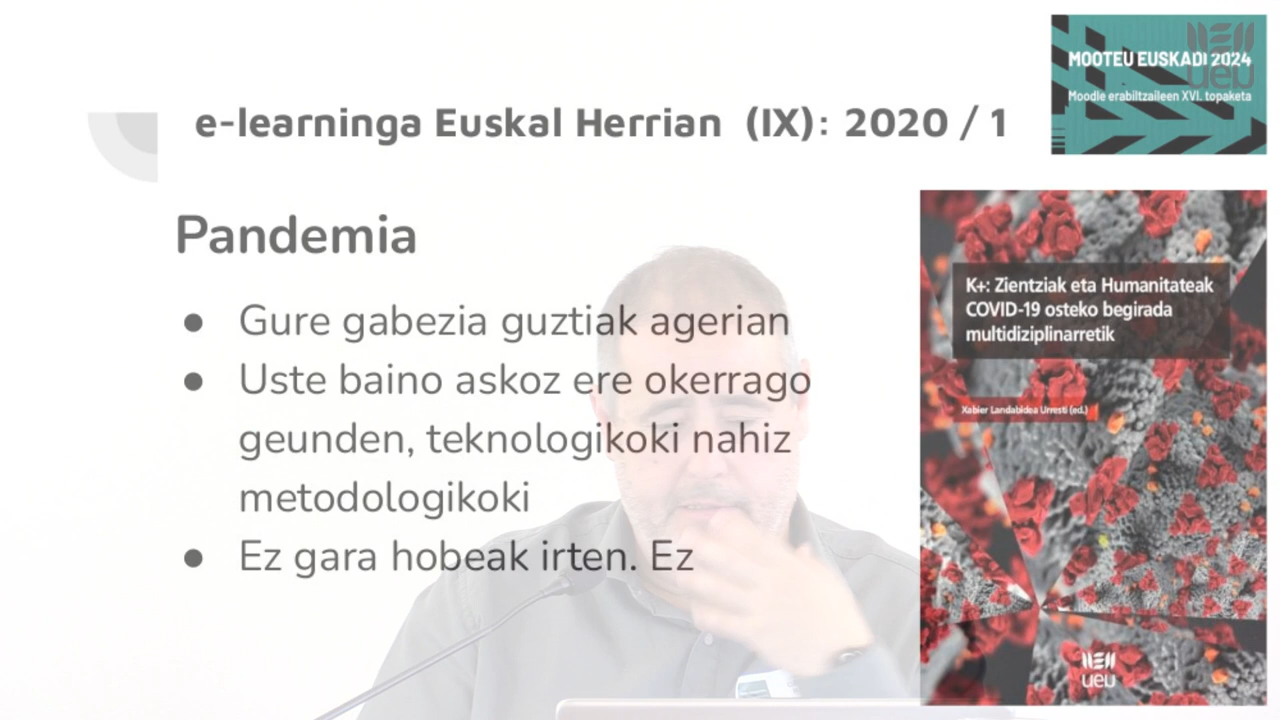 MOOTEU EUSKADI 2024
Moodle erabiltzaileen XVI. topaketa
ueu
e-learninga Euskal Herrian (IX): 2020 / 1
Pandemia
● Gure gabezia guztiak agerian
● Uste baino askoz ere okerrago
geunden, teknologikoki nahiz
metodologikoki
● Ez gara hobeak irten. Ez
K+: Zientziak eta Humanitateak
COVID-19 osteko begirada
multidiziplinarretik
Xabier Landabidea Urresti (ed.)
ueu